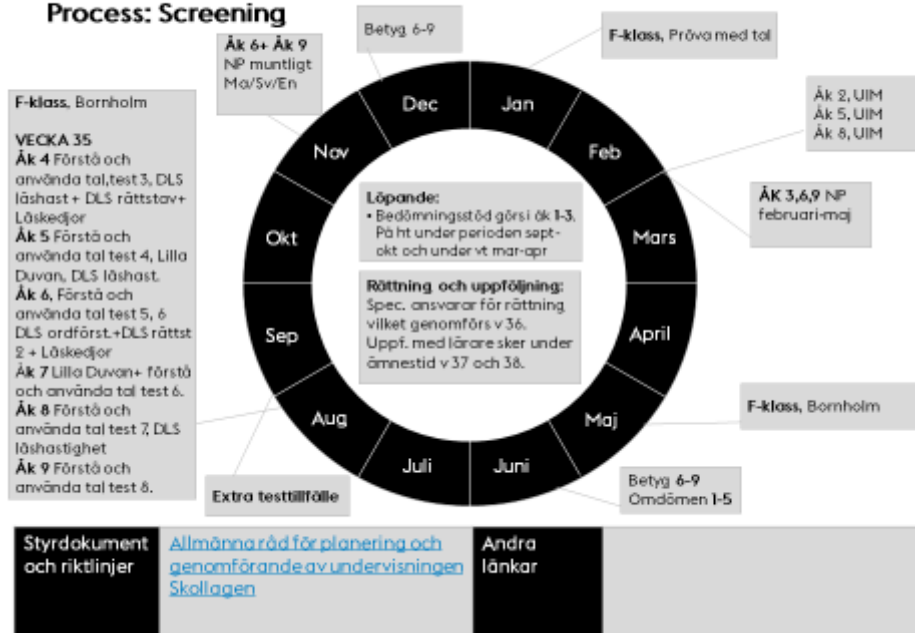 Process: Screening
Betyg 6-9
Åk 6+ Åk 9
NP muntligt
Ma/Sv/En
F-klass, Pröva med tal
Åk 2, UIM
Åk 5, UIM
Åk 8, UIM
ÅK 3,6,9 NP
februari-maj
F-klass, Bornholm
VECKA 35
Åk 4 Förstå och
använda tal,test 3, DLS
läshast + DLS rättstav+
Läskedjor
Åk 5 Förstå och
använda tal test 4, Lilla
Duvan, DLS läshast.
Åk 6, Förstå och
använda tal test 5, 6
DLS ordförst.+DLS rättst
2 + Läskedjor
Åk 7 Lilla Duvan+ förstå
och använda tal test 6.
Åk 8 Förstå och
använda tal test 7, DLS
läshastighet
Åk 9 Förstå och
använda tal test 8.
Dec
Jan
Nov
Feb
Okt
Mars
Sep
April
Aug
Maj
Juli
Juni
Löpande:
• Bedömningsstöd görs i åk 1-3.
På ht under perioden sept-
okt och under vt mar-apr
Rättning och uppföljning:
Spec. ansvarar för rättning
vilket genomförs v 36.
Uppf. med lärare sker under
ämnestid v 37 och 38.
F-klass, Bornholm
Extra testtillfälle
Betyg 6-9
Omdömen 1-5
Styrdokument
och riktlinjer
Allmänna råd för planering och
genomförande av undervisningen
Skollagen
Andra
länkar